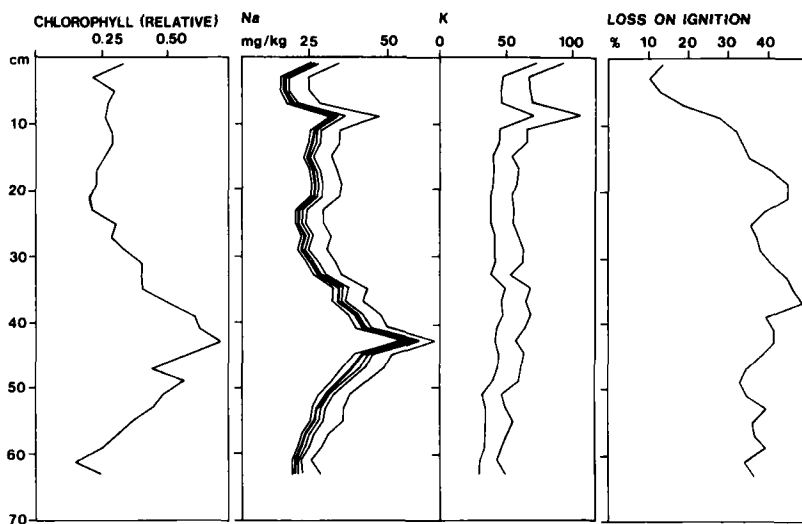 CHLOROPHYLL (RELATIVE) Na K LOSS ON IGNITION
0.25 0.50 mg/kg 25 50 0 50 100 % 10 20 30 40
cm
10
20
30
40
50
60
70